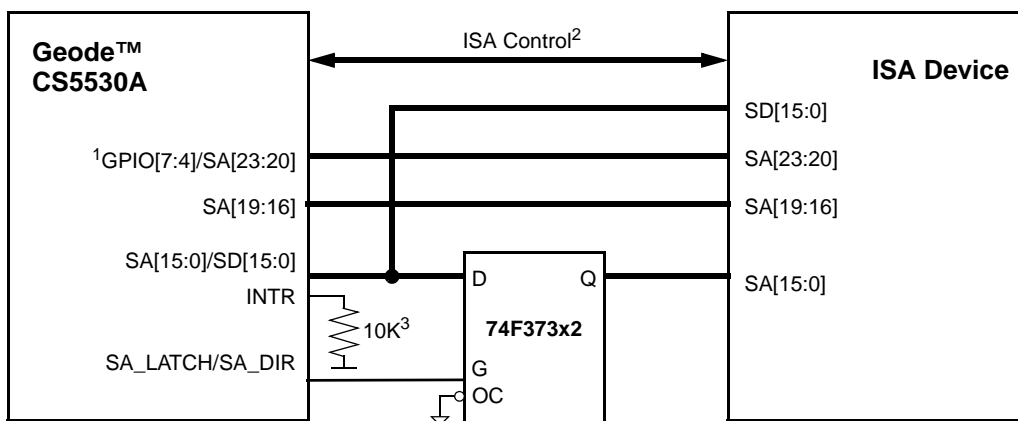 Geode™
CS5530A
ISA Control2
ISA Device
SD[15:0]
1GPIO[7:4]/SA[23:20]
SA[23:20]
SA[19:16]
SA[19:16]
SA[15:0]/SD[15:0]
D
Q
SA[15:0]
INTR
10K3
74F373x2
SA_LATCH/SA_DIR
G
OC